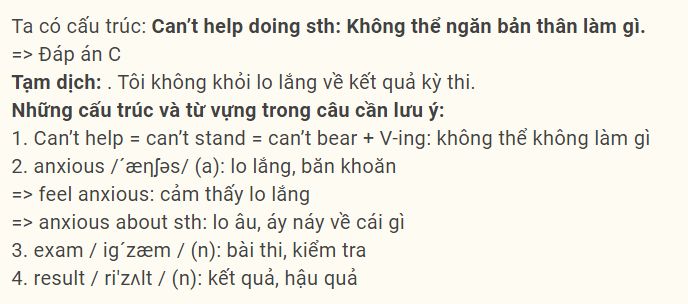 Ta có cấu trúc: Can’t help doing sth: Không thể ngăn bản thân làm gì.
=> Đáp án C
Tạm dịch: . Tôi không khỏi lo lắng về kết quả kỳ thi.
Những cấu trúc và từ vựng trong câu cần lưu ý:
1. Can’t help = can’t stand = can’t bear + V-ing: không thể không làm gì
2. anxious /´æηʃəs/ (a): lo lắng, băn khoăn
=> feel anxious: cảm thấy lo lắng
=> anxious about sth: lo âu, áy náy về cái gì
3. exam / ig´zæm / (n): bài thi, kiểm tra
4. result / ri'zʌlt / (n): kết quả, hậu quả